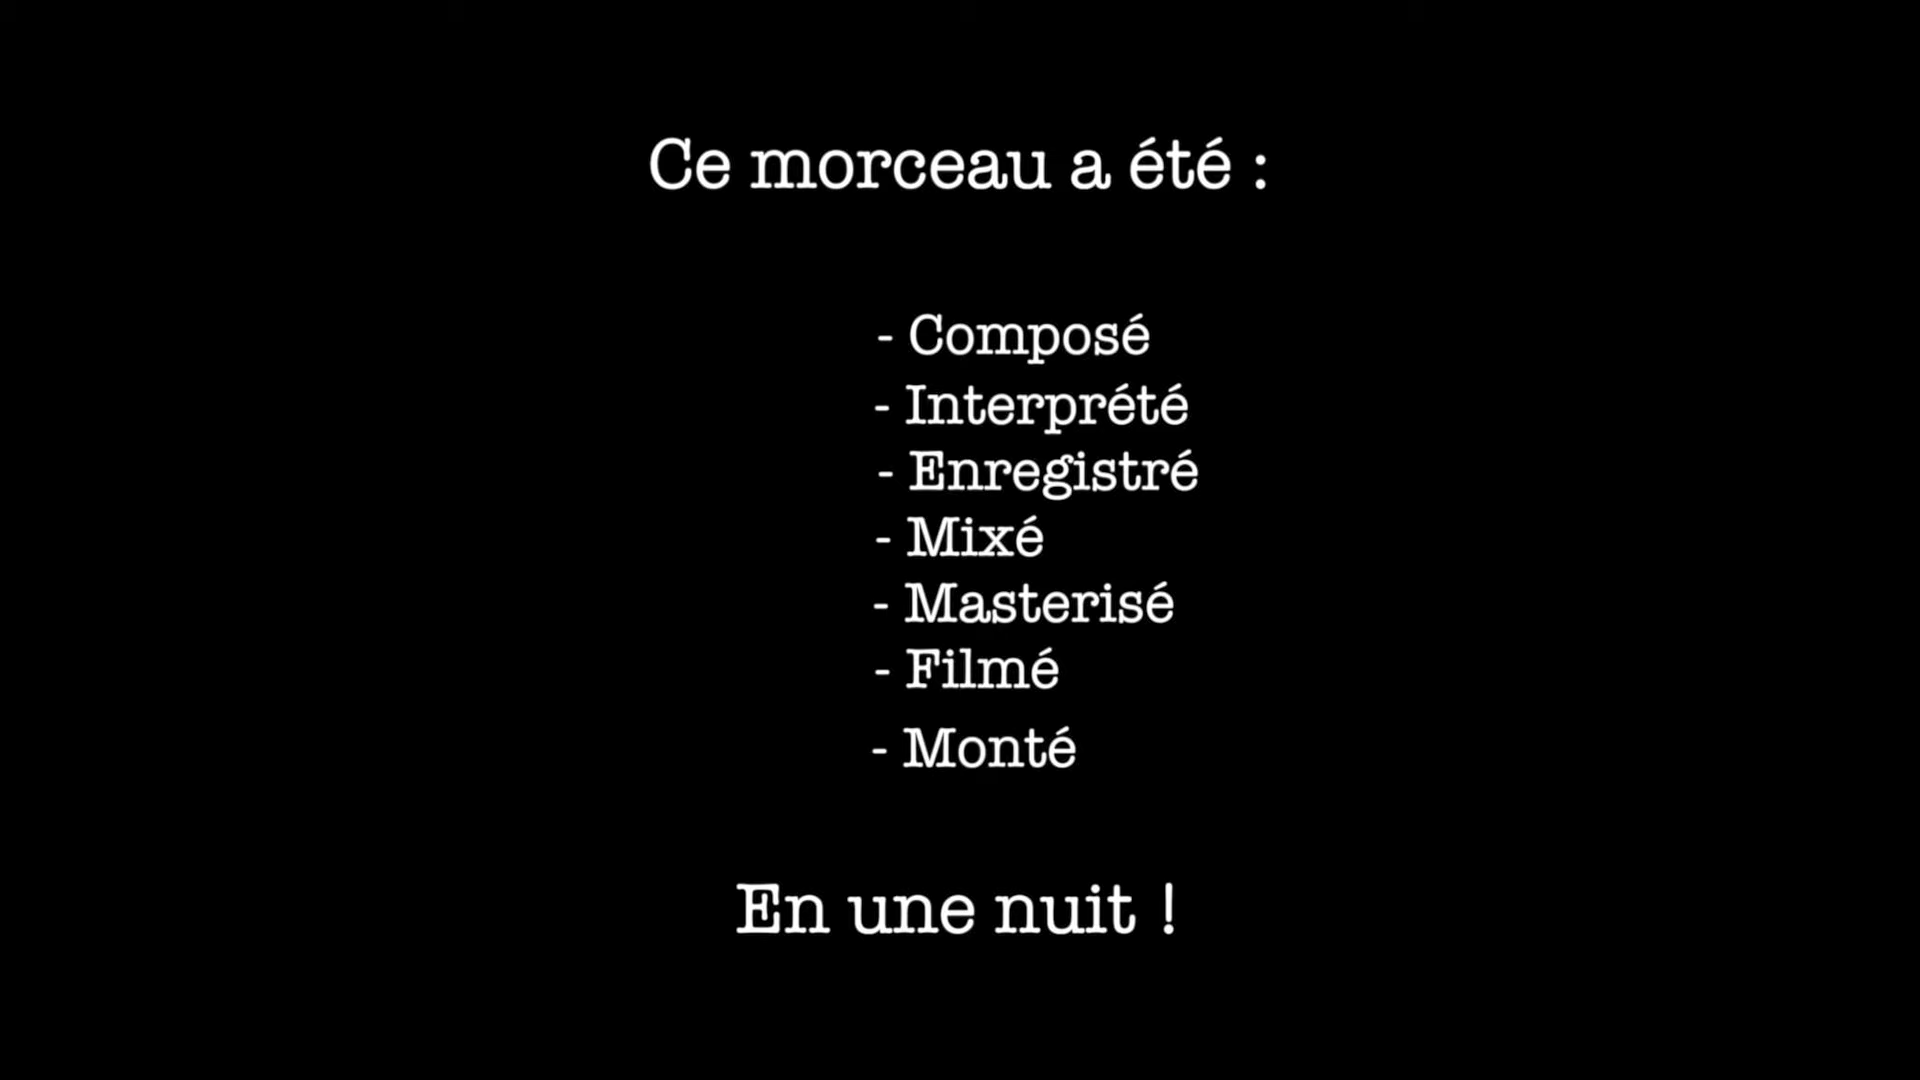 Ce morceau a été :
- Composé
- Interprété
- Enregistré
- Mixé
- Masterisé
- Filmé
- Monté
En une nuit !